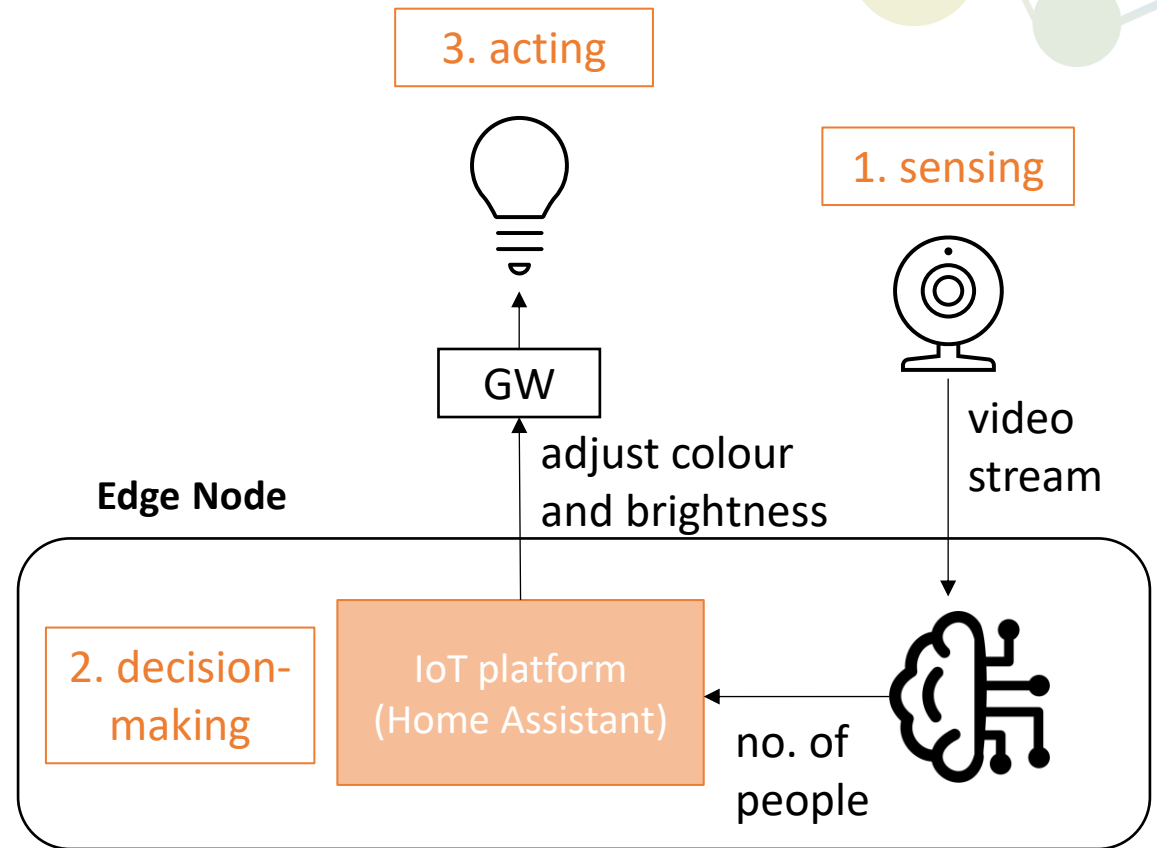 3. acting
1. sensing
GW
video
stream
adjust colour
and brightness
Edge Node
2. decision-
making
IoT platform
(Home Assistant)
no. of
people